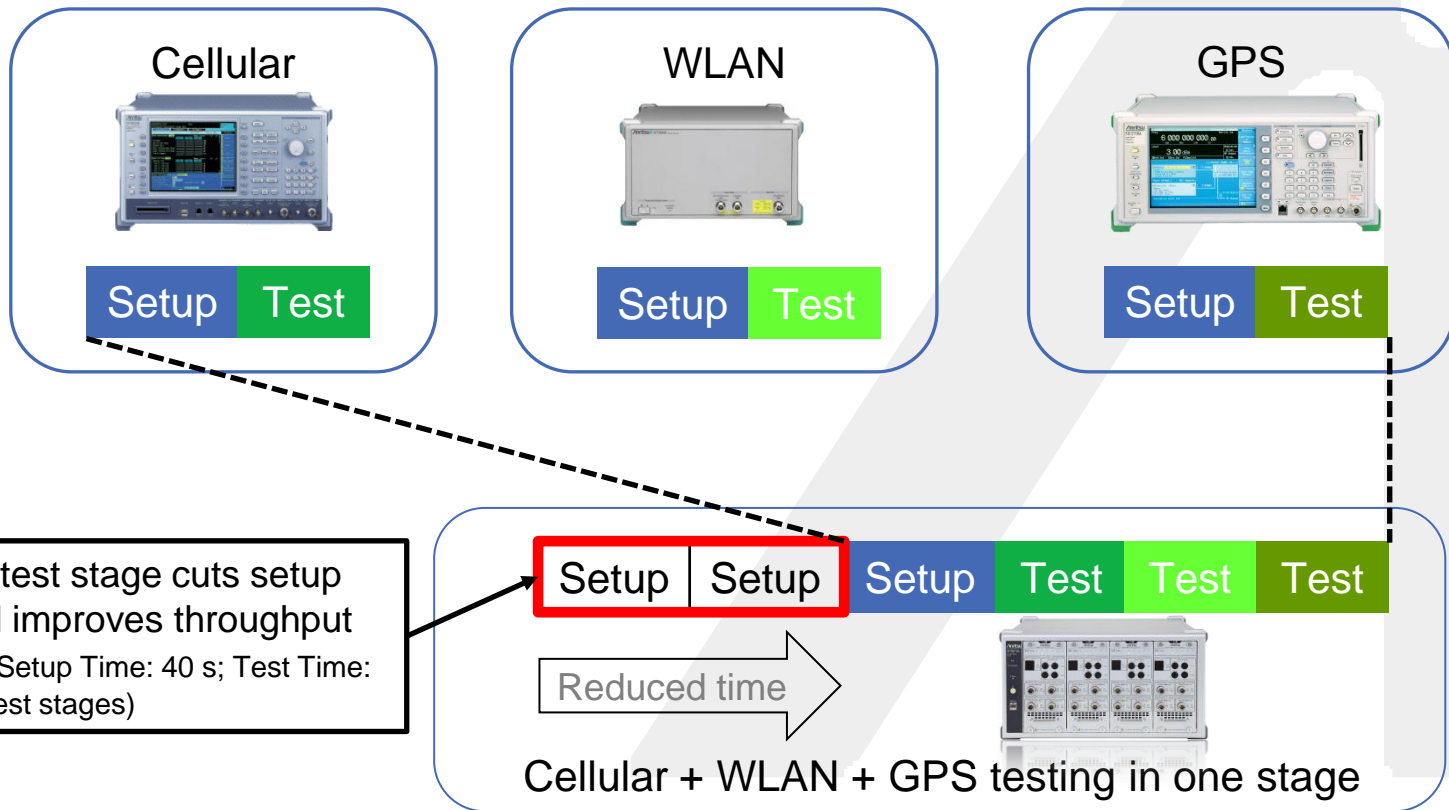 Cellular
WLAN
GPS
Setup Test
Setup Test
Setup Test
test stage cuts setup
improves throughput
Setup Time: 40 s; Test Time:
est stages)
Setup Setup Setup Test Test Test
Reduced time
Cellular + WLAN + GPS testing in one stage